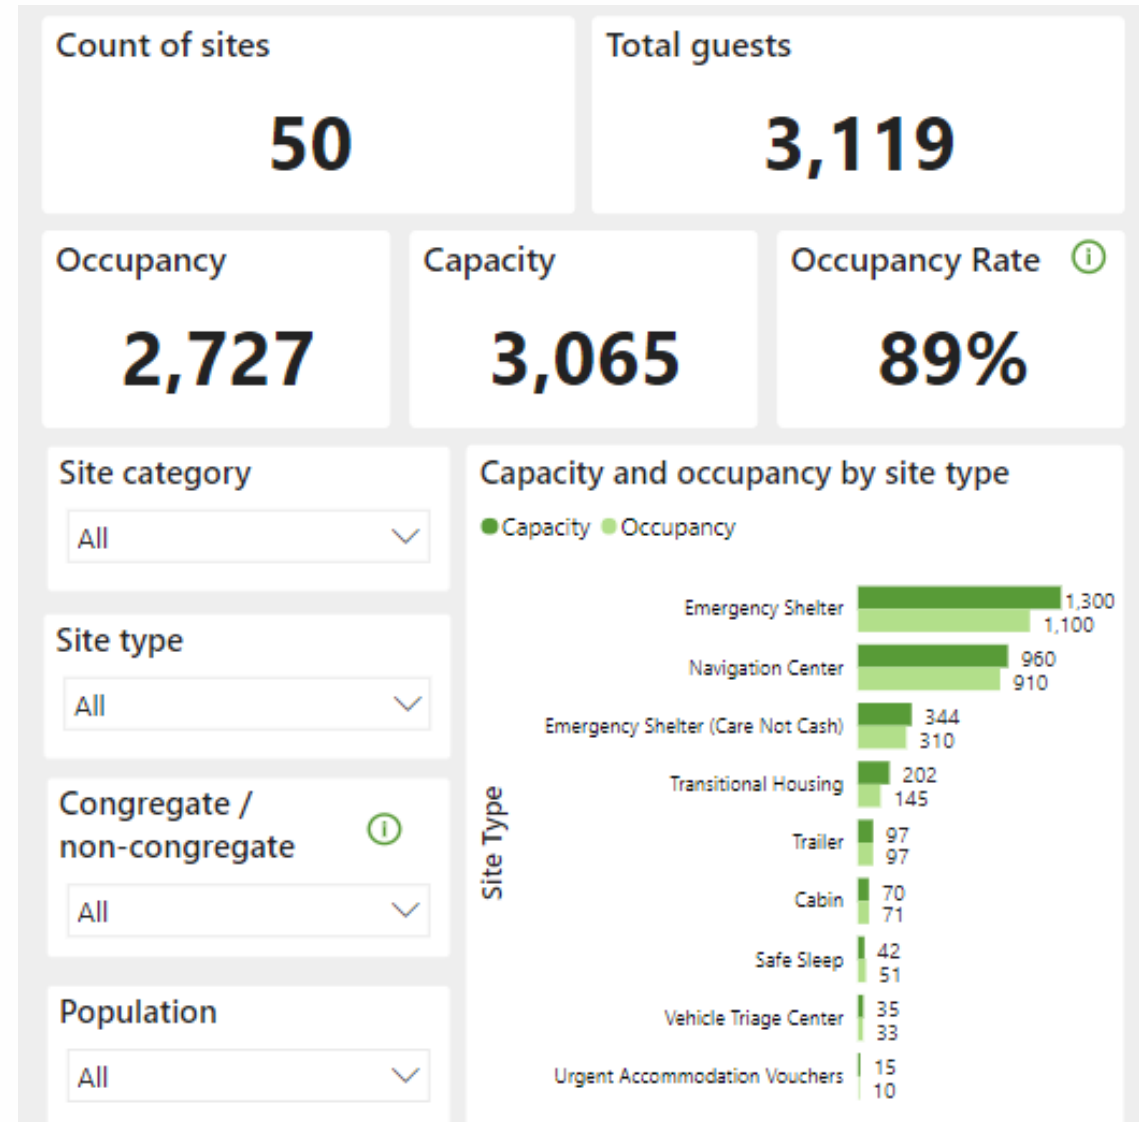 Count of sites
50
Total guests
3,119
Occupancy
2,727
Capacity
3,065
Occupancy Rate
89%
Site category
All
Site type
All
Congregate /
non-congregate
All
Population
All
Capacity and occupancy by site type
Capacity Occupancy
Site Type
Emergency Shelter 1,300
1,100
Navigation Center 960
910
Emergency Shelter (Care Not Cash) 344
310
Transitional Housing 202
145
Trailer 97
97
Cabin 70
71
Safe Sleep 42
51
Vehicle Triage Center 35
33
Urgent Accommodation Vouchers 15
10